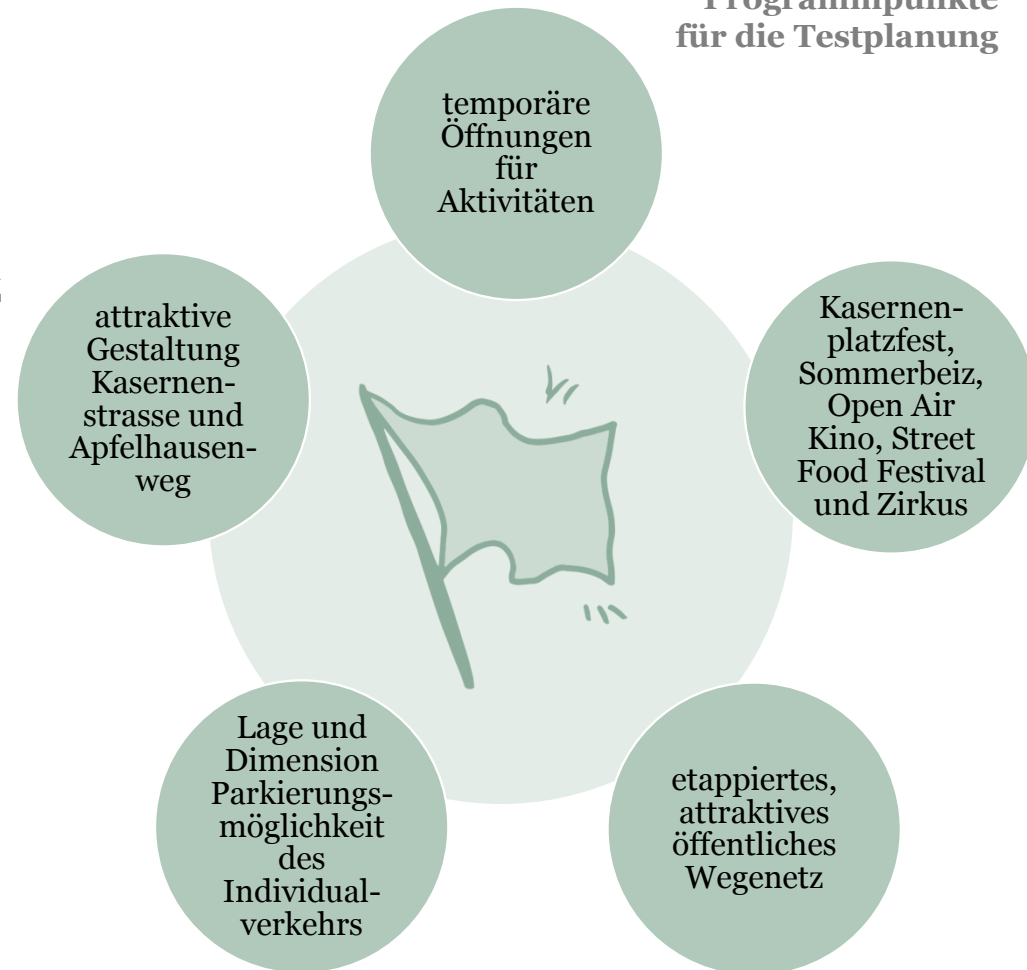 Programmpunkte
für die Testplanung
temporäre
Öffnungen
für
Aktivitäten
Kasernen-
platzfest,
Sommerbeiz,
Open Air
Kino, Street
Food Festival
und Zirkus
etappiertes,
attraktives
öffentliches
Wegenetz
Lage und
Dimension
Parkierungs-
möglichkeit
des
Individual-
verkehrs
attraktive
Gestaltung
Kasernen-
strasse und
Apfelhausen-
weg